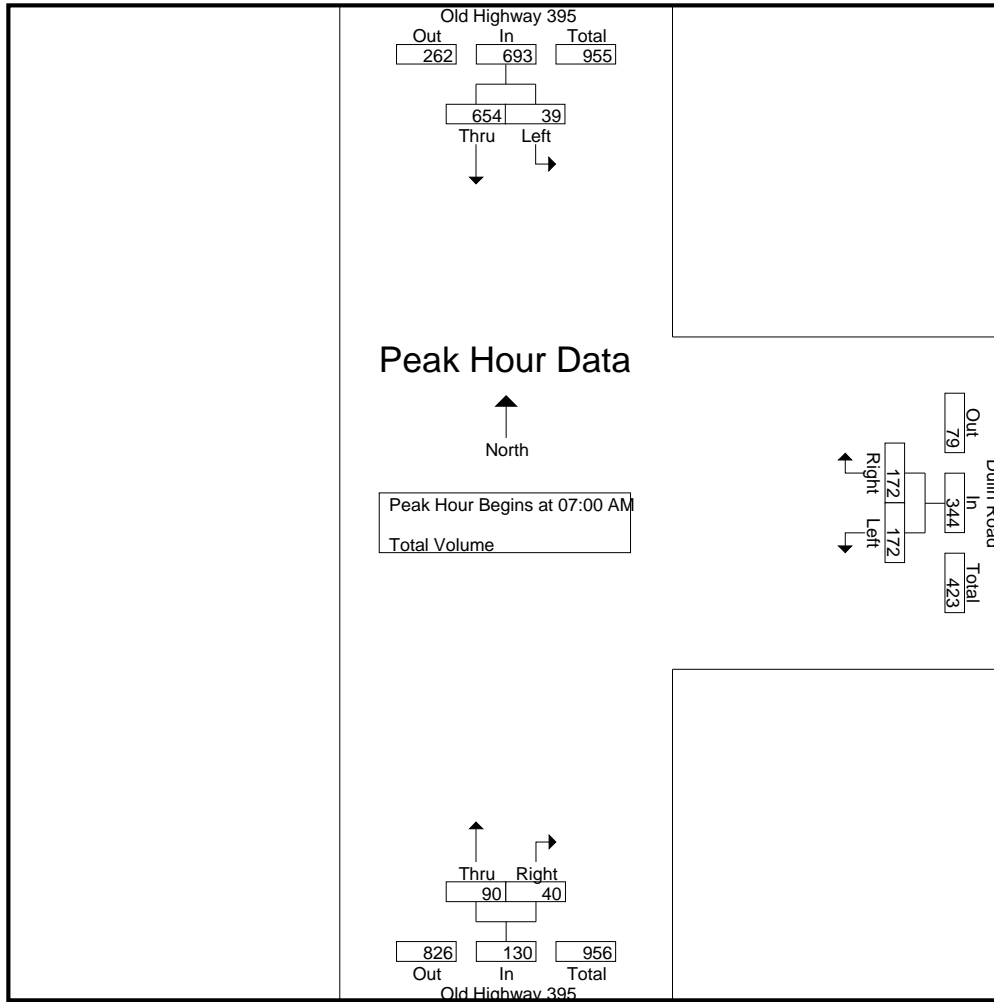 Old Highway 395
Out In Total
262 693 955
654 39
Thru Left
Peak Hour Data
North
Peak Hour Begins at 07:00 AM
Total Volume
Out In Total
79 344 423
172 172
Right Left
Road
Thru Right
90 40
826 130 956
Out In Total
Old Highway 395